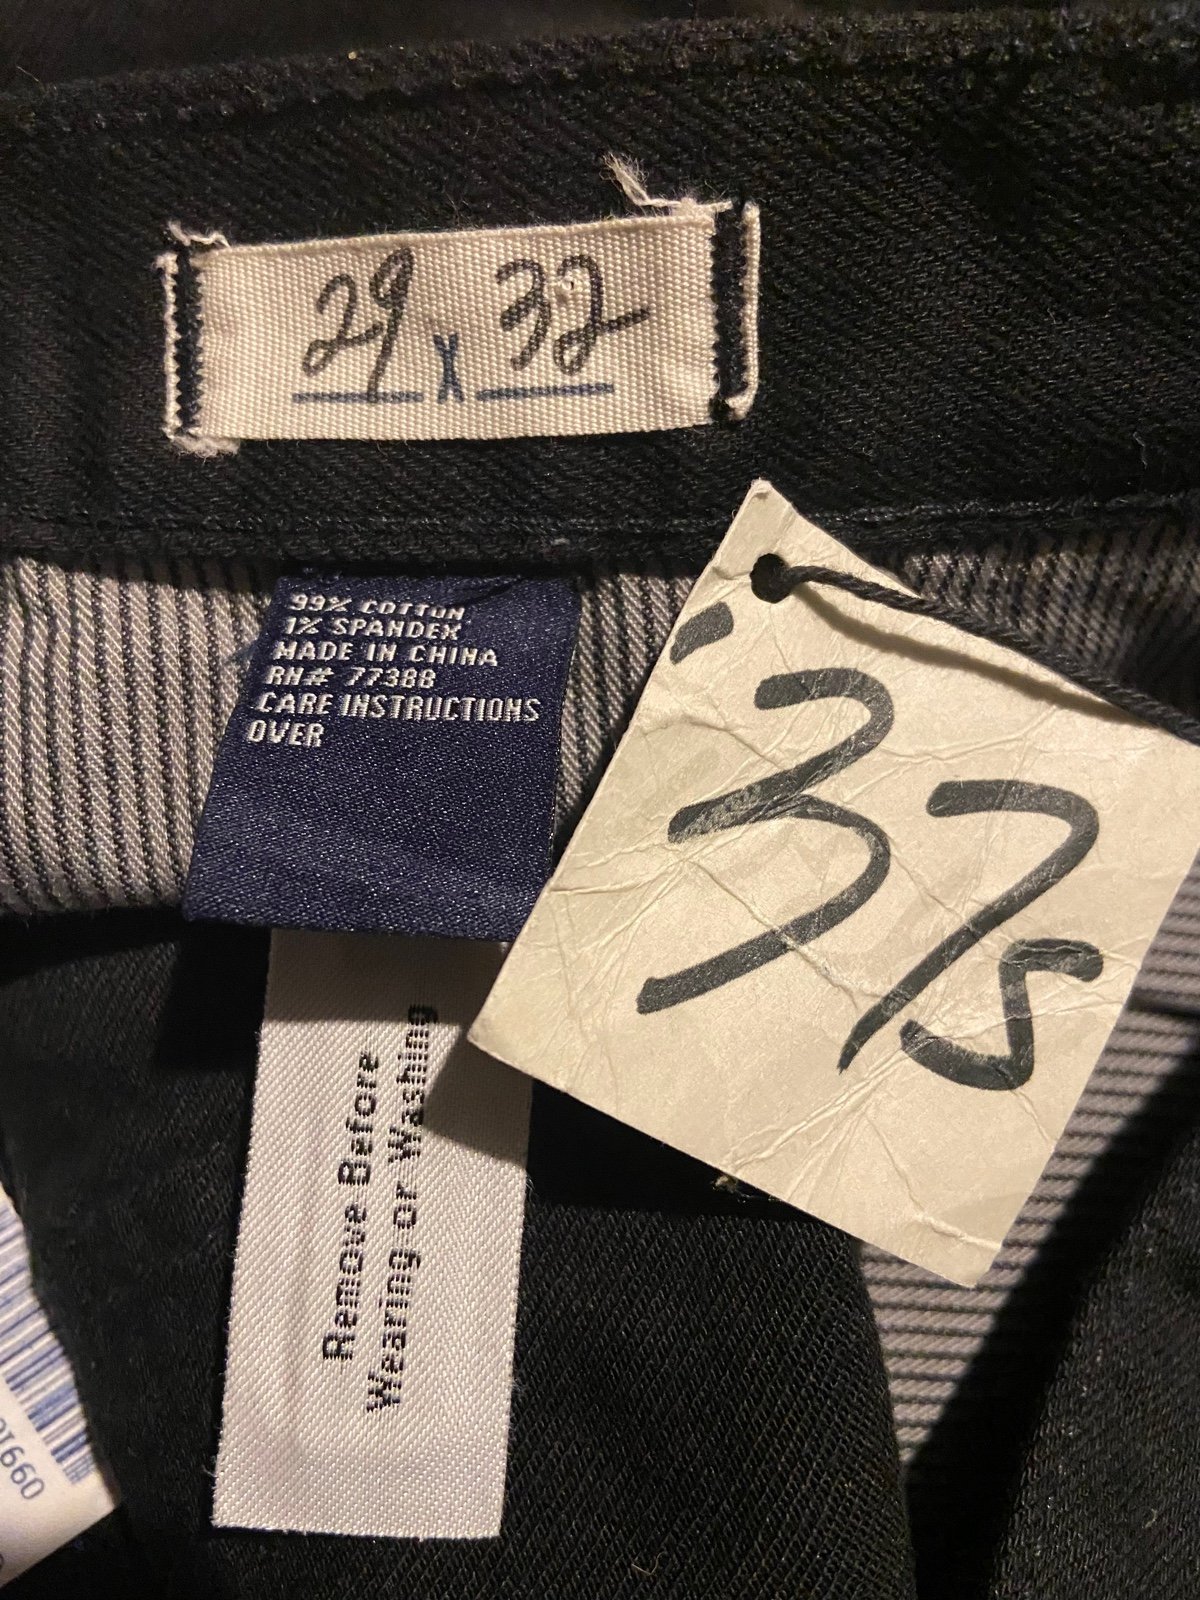 29 x 32
99% COTTON
1% SPANDEX
MADE IN CHINA
RN# 77388
CARE INSTRUCTIONS
OVER
'37s
Remove Before
Wearing or Washing